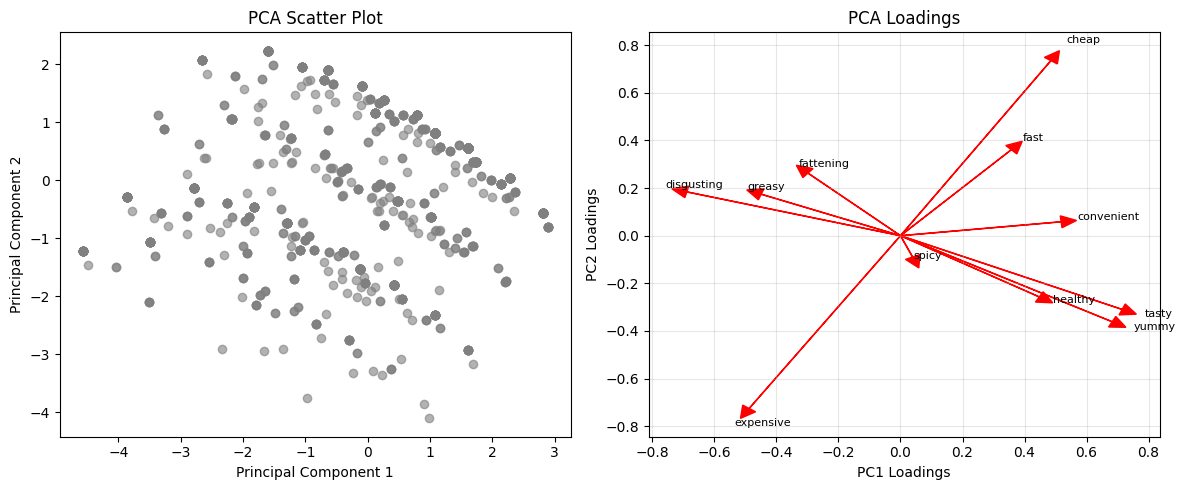 PCA Scatter Plot
Principal Component 2
2
1
0
−1
−2
−3
−4
−4
−3
−2
−1
0
1
2
3
Principal Component 1
PCA Loadings
PC2 Loadings
0.8
0.6
0.4
0.2
0.0
−0.2
−0.4
−0.6
−0.8
cheap
fast
fattening
disgusting
greasy
convenient
spicy
healthy
tasty
yummy
expensive
−0.8
−0.6
−0.4
−0.2
0.0
0.2
0.4
0.6
0.8
PC1 Loadings